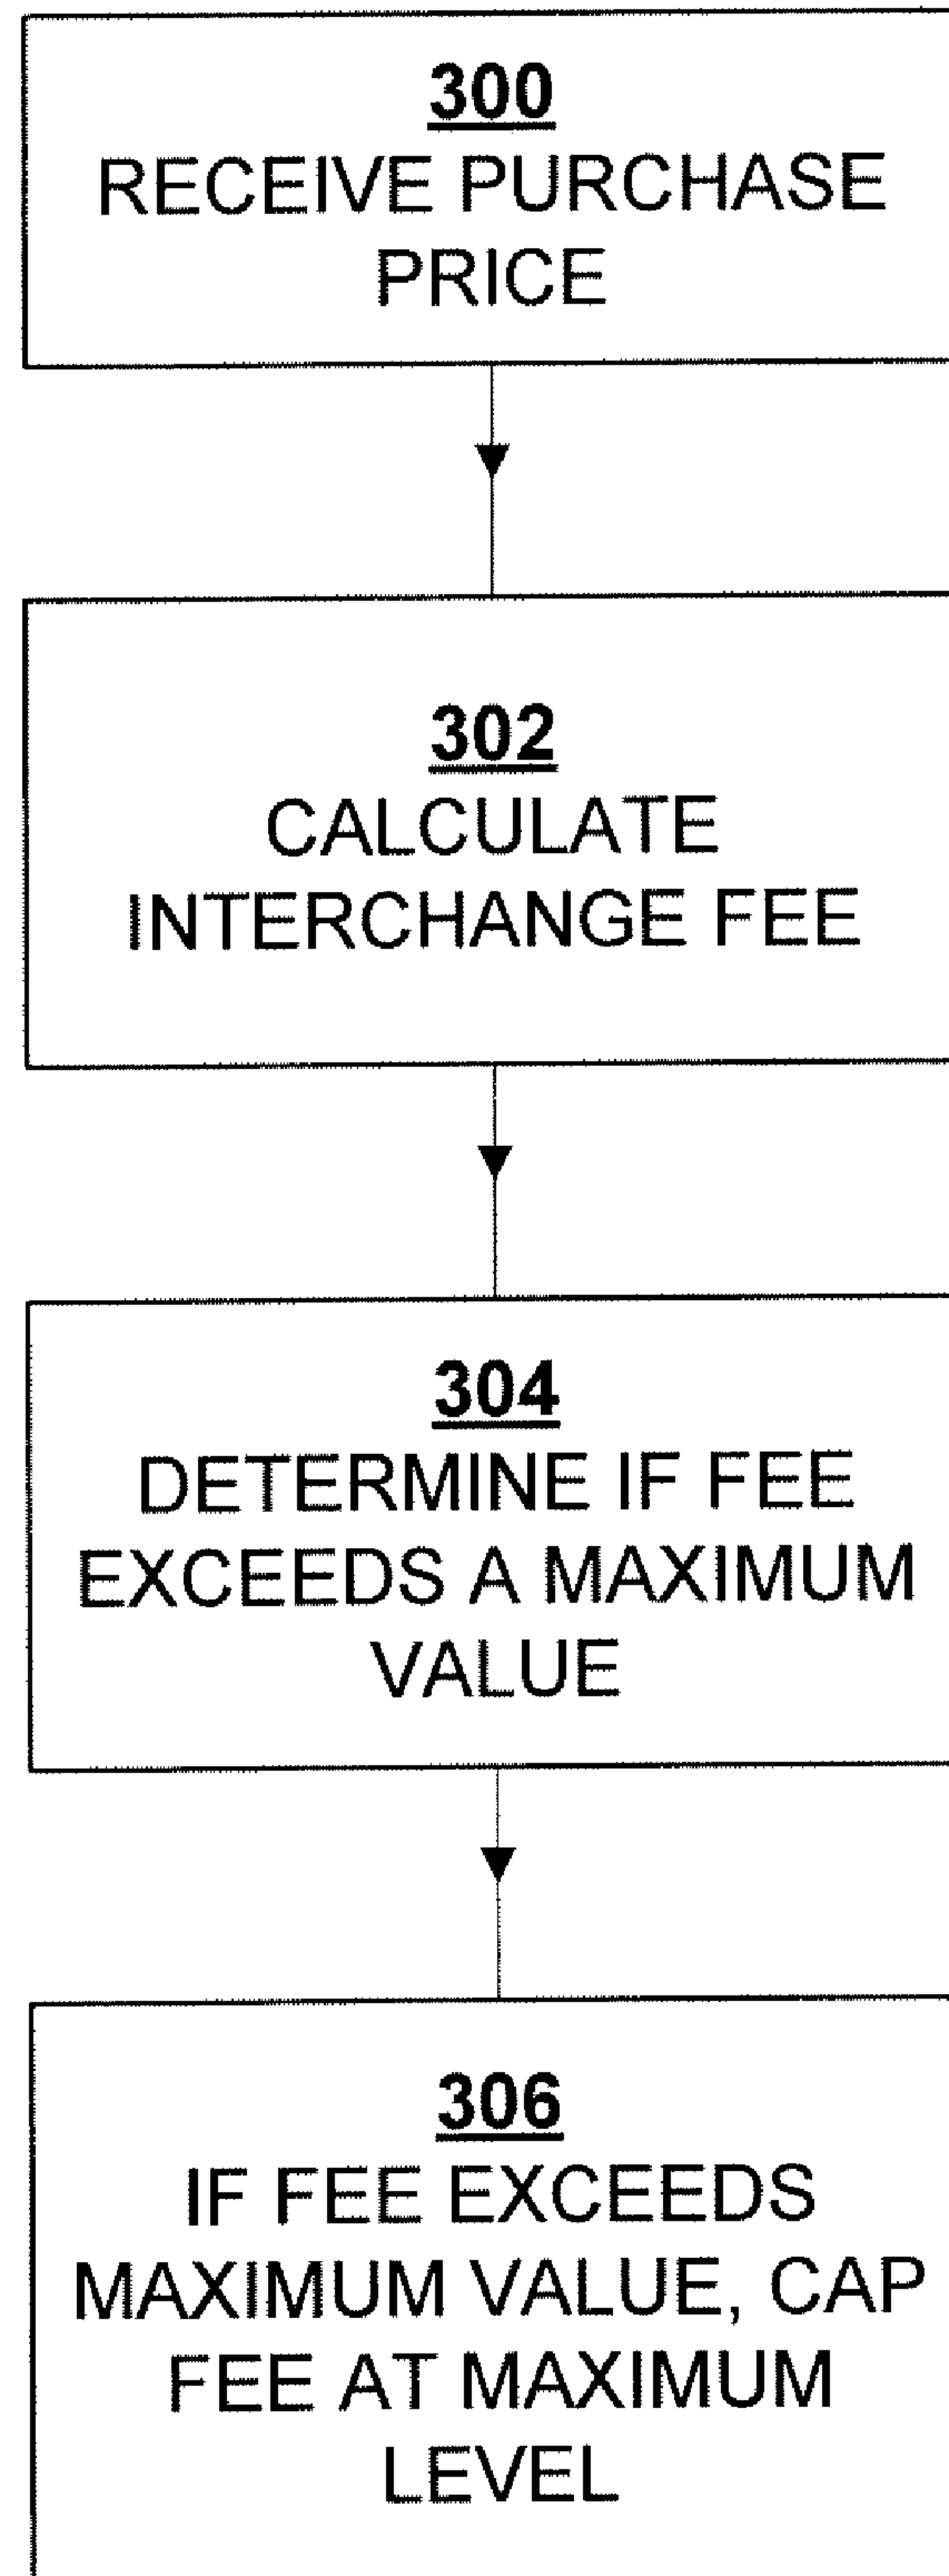 300
RECEIVE PURCHASE
PRICE
302
CALCULATE
INTERCHANGE FEE
304
DETERMINE IF FEE
EXCEEDS A MAXIMUM
VALUE
306
IF FEE EXCEEDS
MAXIMUM VALUE, CAP
FEE AT MAXIMUM
LEVEL